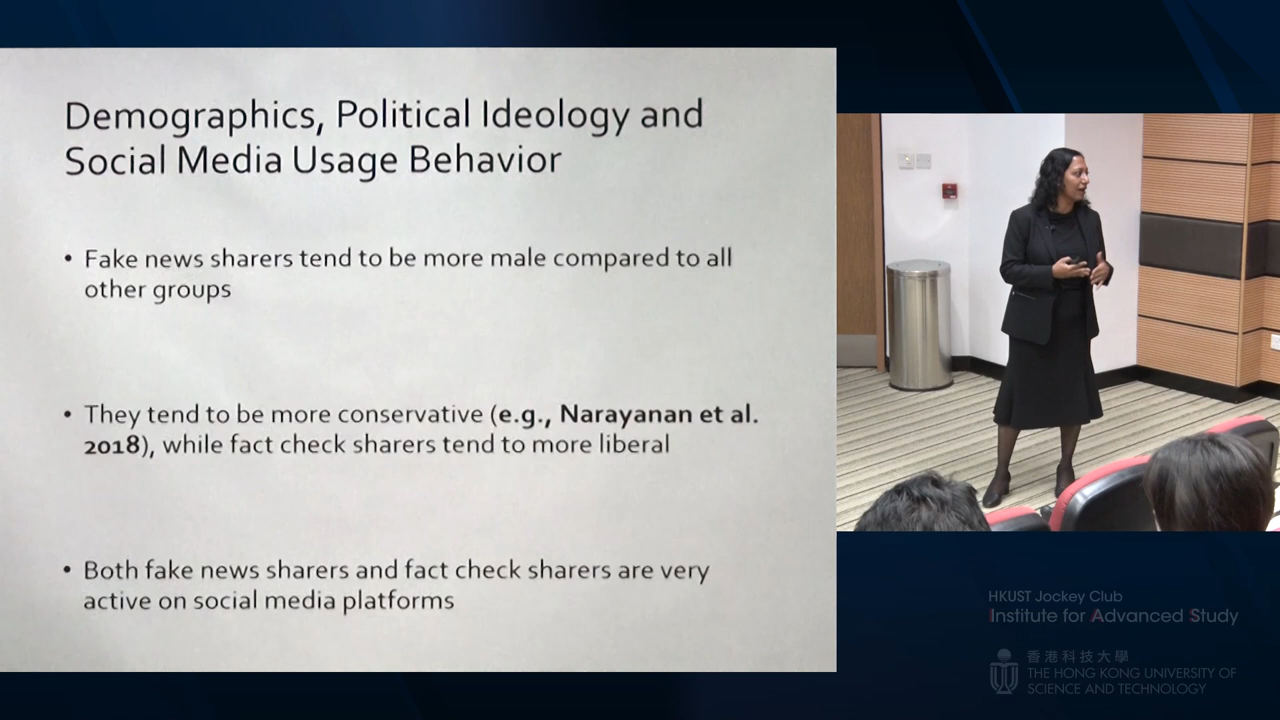 Demographics, Political Ideology and
Social Media Usage Behavior
• Fake news sharers tend to be more male compared to all
other groups
• They tend to be more conservative (e.g., Narayanan et al.
2018), while fact check sharers tend to more liberal
• Both fake news sharers and fact check sharers are very
active on social media platforms
HKUST Jockey Club
Institute for Advanced Study
香港科技大學
THE HONG KONG UNIVERSITY OF
SCIENCE AND TECHNOLOGY